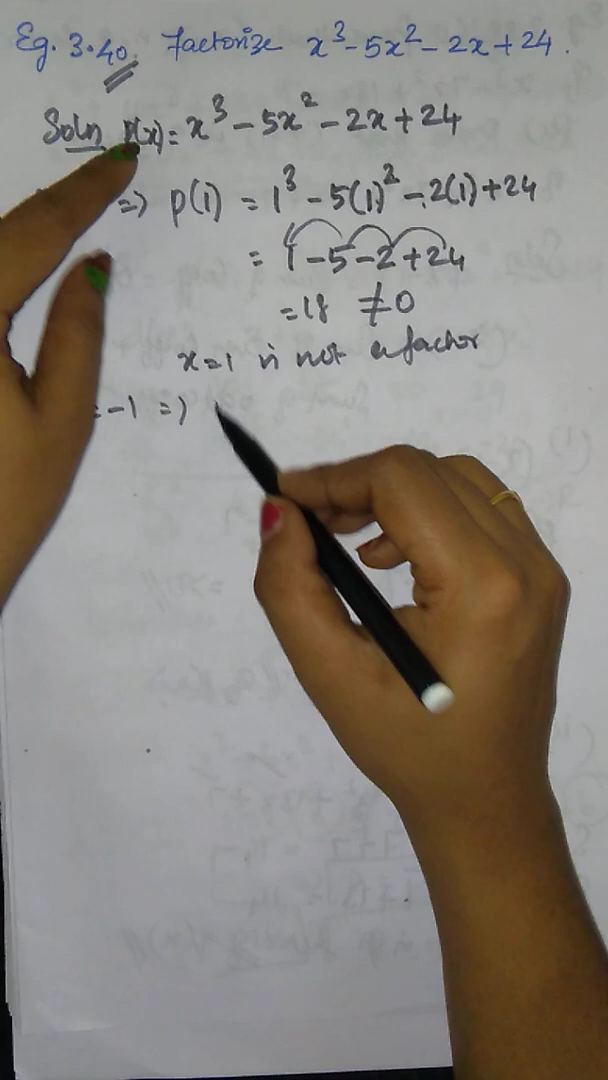 Eg. 3.40. Factorize x³ - 5x² - 2x + 24.
Soln p(x) = x³ - 5x² - 2x + 24
=> p(1) = 1³ - 5(1)² - 2(1) + 24
= 1 - 5 - 2 + 24
= 18 ≠ 0
x = 1 is not a factor
= -1 =>